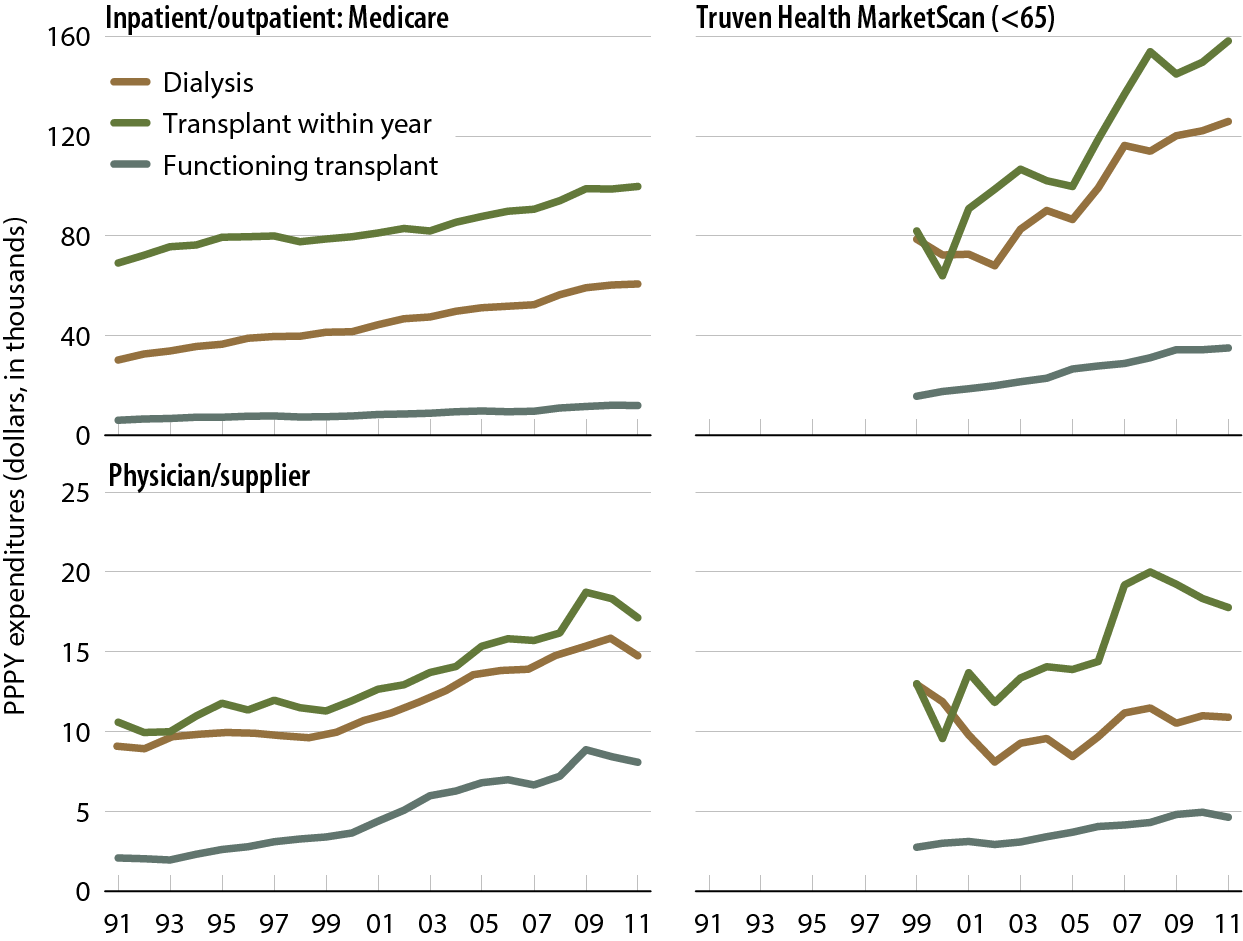 Inpatient/outpatient: Medicare
Truven Health MarketScan (<65)
PPPY expenditures (dollars, in thousands)
160
120
80
40
0
Dialysis
Transplant within year
Functioning transplant
Physician/supplier
25
20
15
10
5
0
91 93 95 97 99 01 03 05 07 09 11
91 93 95 97 99 01 03 05 07 09 11